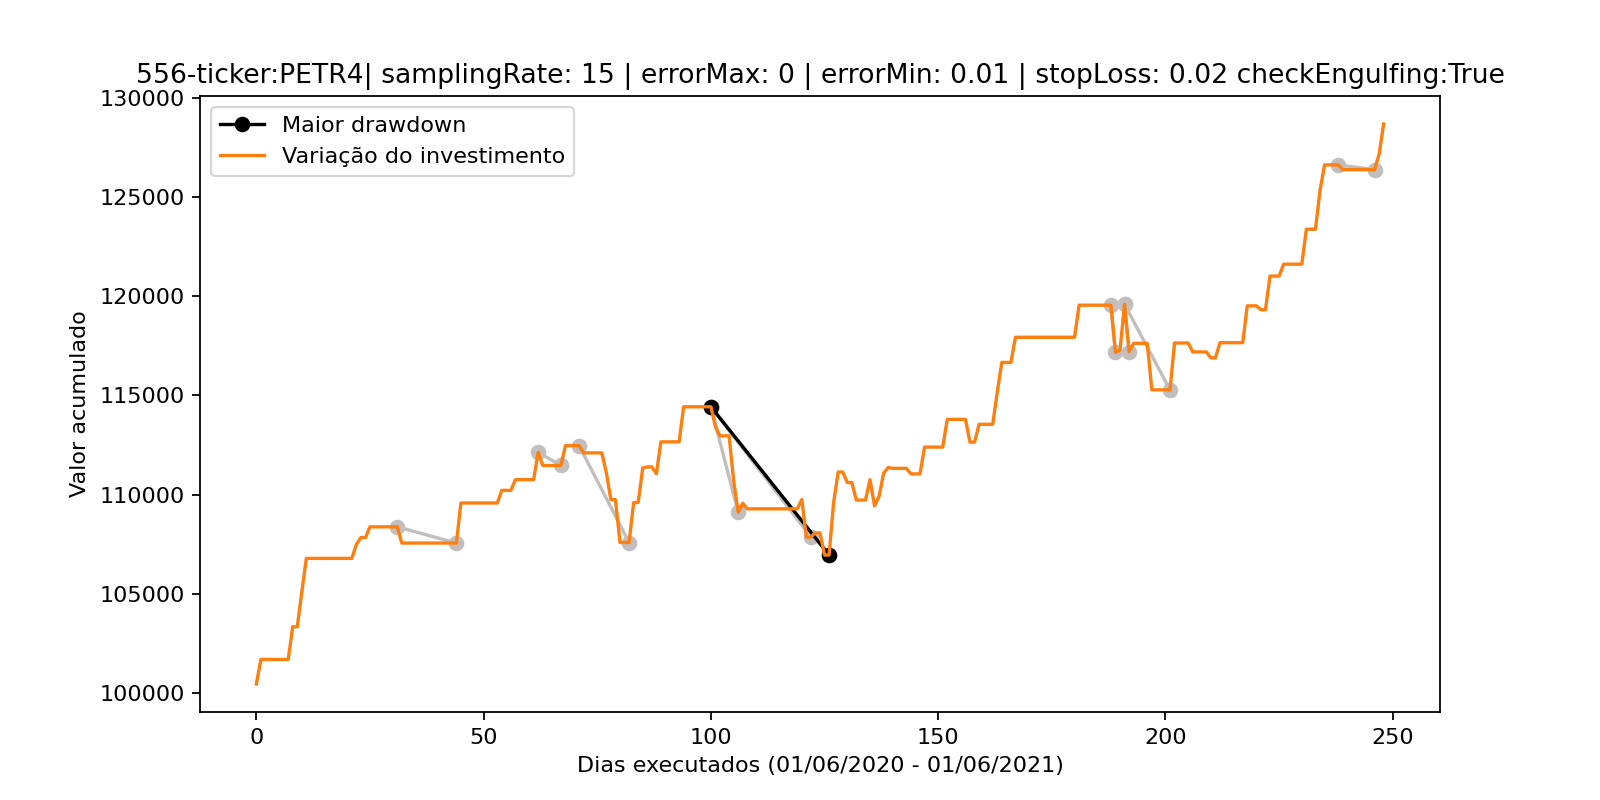 556-ticker:PETR4| samplingRate: 15 | errorMax: 0 | errorMin: 0.01 | stopLoss: 0.02 checkEngulfing:True
Maior drawdown
Variação do investimento
Valor acumulado
130000
125000
120000
115000
110000
105000
100000
0 50 100 150 200 250
Dias executados (01/06/2020 - 01/06/2021)